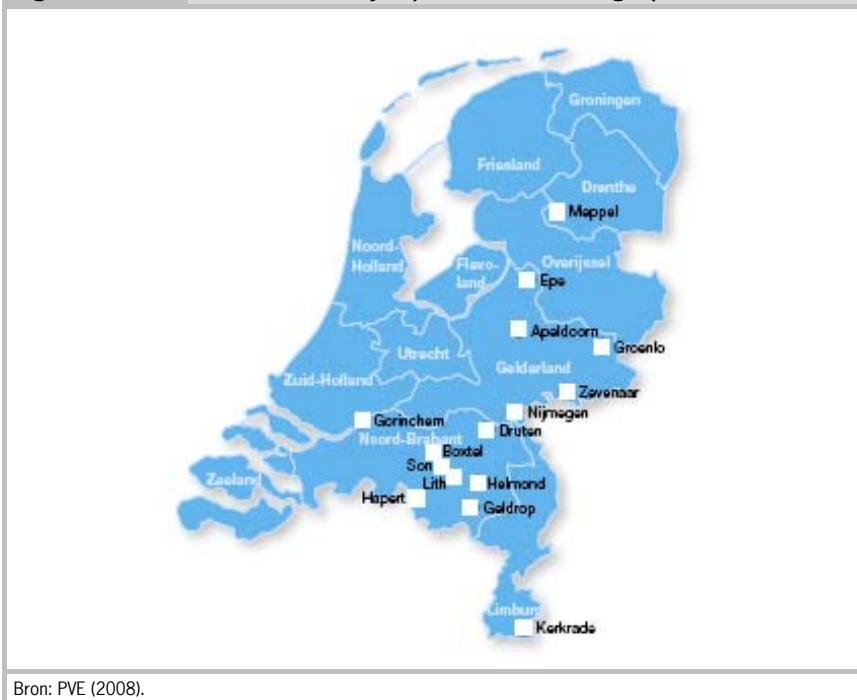 Groningen
Friesland
Drenthe
Meppel
Noord-
Holland
Flevo-
land
Overijssel
Epe
Apeldoorn
Groenlo
Utrecht
Gelderland
Zuid-Holland
Zevenaar
Nijmegen
Gorinchem
Druten
Noord-Brabant
Boxtel
Son
Zeeland
Lith
Helmond
Hapert
Geldrop
Limburg
Kerkrade
Bron: PVE (2008).